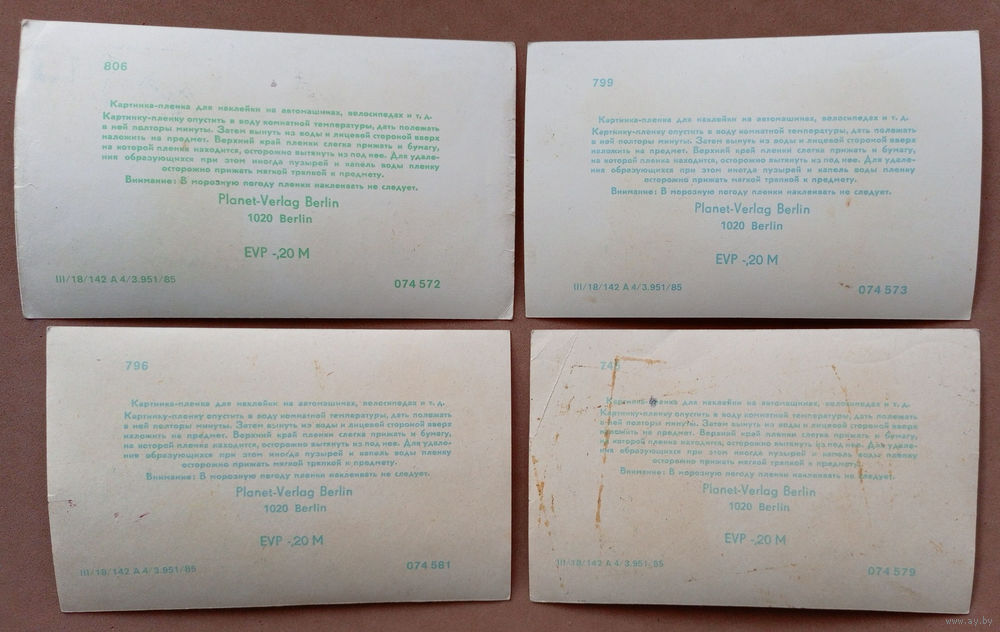 806
Картинка-пленка для наклейки на автомашинах, велосипедах и т. д.
Картинку-пленку опустить в воду комнатной температуры, дать полежать
в ней полторы минуты. Затем вынуть из воды и лицевой стороной вверх
наложить на предмет. Верхний край пленки слегка прижать и бумагу,
на которой пленка находится, осторожно вытянуть из под нее. Для удале-
ния образующихся при этом иногда пузырей и капель воды пленку
осторожно прижать мягкой тряпкой к предмету.
Внимание: В морозную погоду пленки наклеивать не следует.
Planet-Verlag Berlin
1020 Berlin
EVP -,20 M
III/18/142 A 4/3.951/85
074 572
799
Картинка-пленка для наклейки на автомашинах, велосипедах и т. д.
Картинку-пленку опустить в воду комнатной температуры, дать полежать
в ней полторы минуты. Затем вынуть из воды и лицевой стороной вверх
наложить на предмет. Верхний край пленки слегка прижать и бумагу,
на которой пленка находится, осторожно вытянуть из под нее. Для удале-
ния образующихся при этом иногда пузырей и капель воды пленку
осторожно прижать мягкой тряпкой к предмету.
Внимание: В морозную погоду пленки наклеивать не следует.
Planet-Verlag Berlin
1020 Berlin
EVP -,20 M
III/18/142 A 4/3.951/85
074 573
796
Картинка-пленка для наклейки на автомашинах, велосипедах и т. д.
Картинку-пленку опустить в воду комнатной температуры, дать полежать
в ней полторы минуты. Затем вынуть из воды и лицевой стороной вверх
наложить на предмет. Верхний край пленки слегка прижать и бумагу,
на которой пленка находится, осторожно вытянуть из под нее. Для удале-
ния образующихся при этом иногда пузырей и капель воды пленку
осторожно прижать мягкой тряпкой к предмету.
Внимание: В морозную погоду пленки наклеивать не следует.
Planet-Verlag Berlin
1020 Berlin
EVP -,20 M
III/18/142 A 4/3.951/85
074 581
Картинка-пленка для наклейки на автомашинах, велосипедах и т. д.
Картинку-пленку опустить в воду комнатной температуры, дать полежать
в ней полторы минуты. Затем вынуть из воды и лицевой стороной вверх
наложить на предмет. Верхний край пленки слегка прижать и бумагу,
на которой пленка находится, осторожно вытянуть из под нее. Для удале-
ния образующихся при этом иногда пузырей и капель воды пленку
осторожно прижать мягкой тряпкой к предмету.
Внимание: В морозную погоду пленки наклеивать не следует.
Planet-Verlag Berlin
1020 Berlin
EVP -,20 M
III/18/142 A 4/3.951/85
074 579
www.ay.by